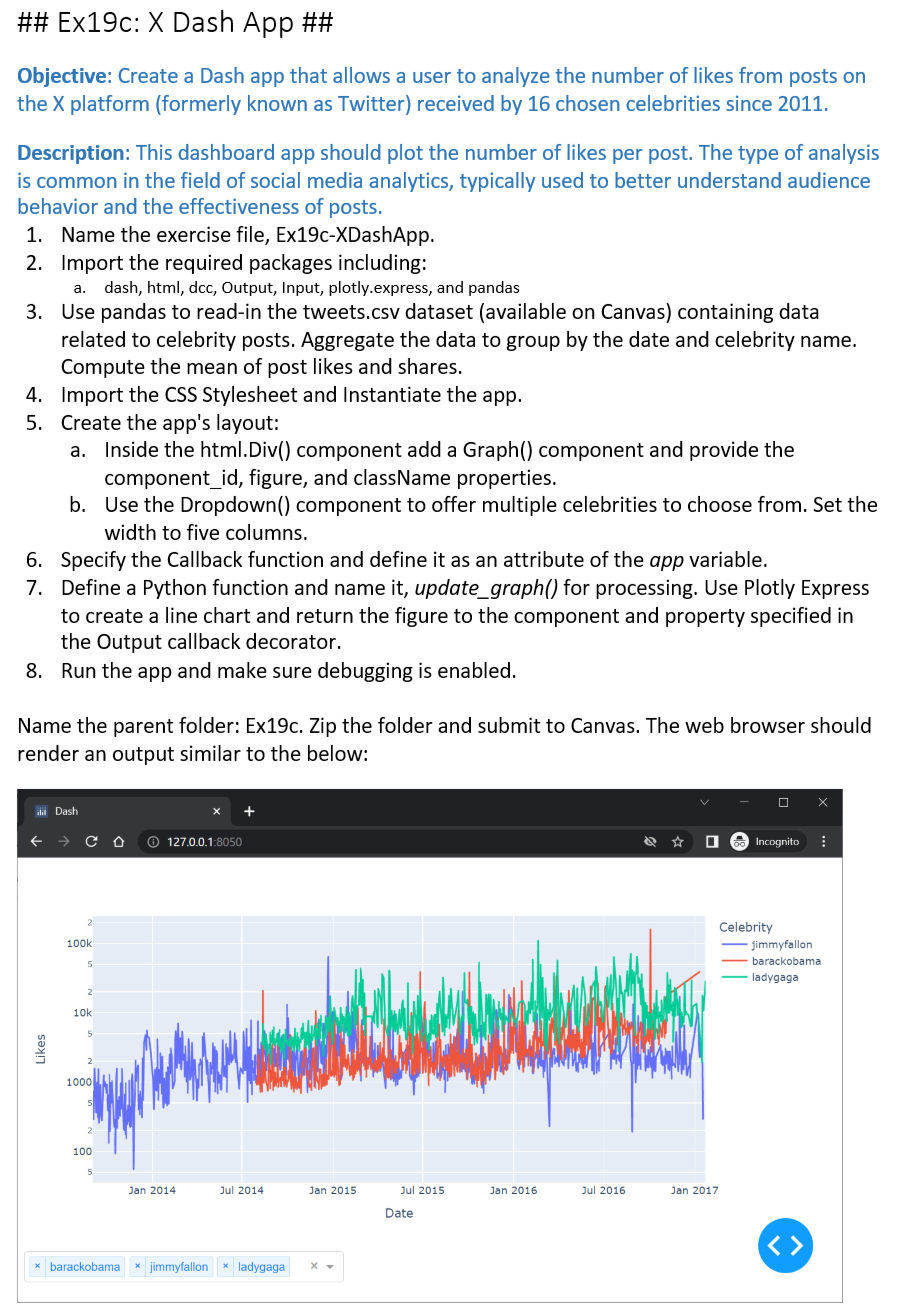 ## Ex19c: X Dash App ##
Objective: Create a Dash app that allows a user to analyze the number of likes from posts on
the X platform (formerly known as Twitter) received by 16 chosen celebrities since 2011.
Description: This dashboard app should plot the number of likes per post. The type of analysis
is common in the field of social media analytics, typically used to better understand audience
behavior and the effectiveness of posts.
1. Name the exercise file, Ex19c-XDashApp.
2. Import the required packages including:
a. dash, html, dcc, Output, Input, plotly.express, and pandas
3. Use pandas to read-in the tweets.csv dataset (available on Canvas) containing data
related to celebrity posts. Aggregate the data to group by the date and celebrity name.
Compute the mean of post likes and shares.
4. Import the CSS Stylesheet and Instantiate the app.
5. Create the app's layout:
a. Inside the html.Div() component add a Graph() component and provide the
component_id, figure, and className properties.
b. Use the Dropdown() component to offer multiple celebrities to choose from. Set the
width to five columns.
6. Specify the Callback function and define it as an attribute of the app variable.
7. Define a Python function and name it, update_graph() for processing. Use Plotly Express
to create a line chart and return the figure to the component and property specified in
the Output callback decorator.
8. Run the app and make sure debugging is enabled.
Name the parent folder: Ex19c. Zip the folder and submit to Canvas. The web browser should
render an output similar to the below:
Dash
127.0.0.1:8050
Incognito
Celebrity
jimmyfallon
barackobama
ladygaga
Likes
2
100k
5
2
10k
5
2
1000
5
2
100
5
Jan 2014 Jul 2014 Jan 2015 Jul 2015 Jan 2016 Jul 2016 Jan 2017
Date
× barackobama × jimmyfallon × ladygaga ×